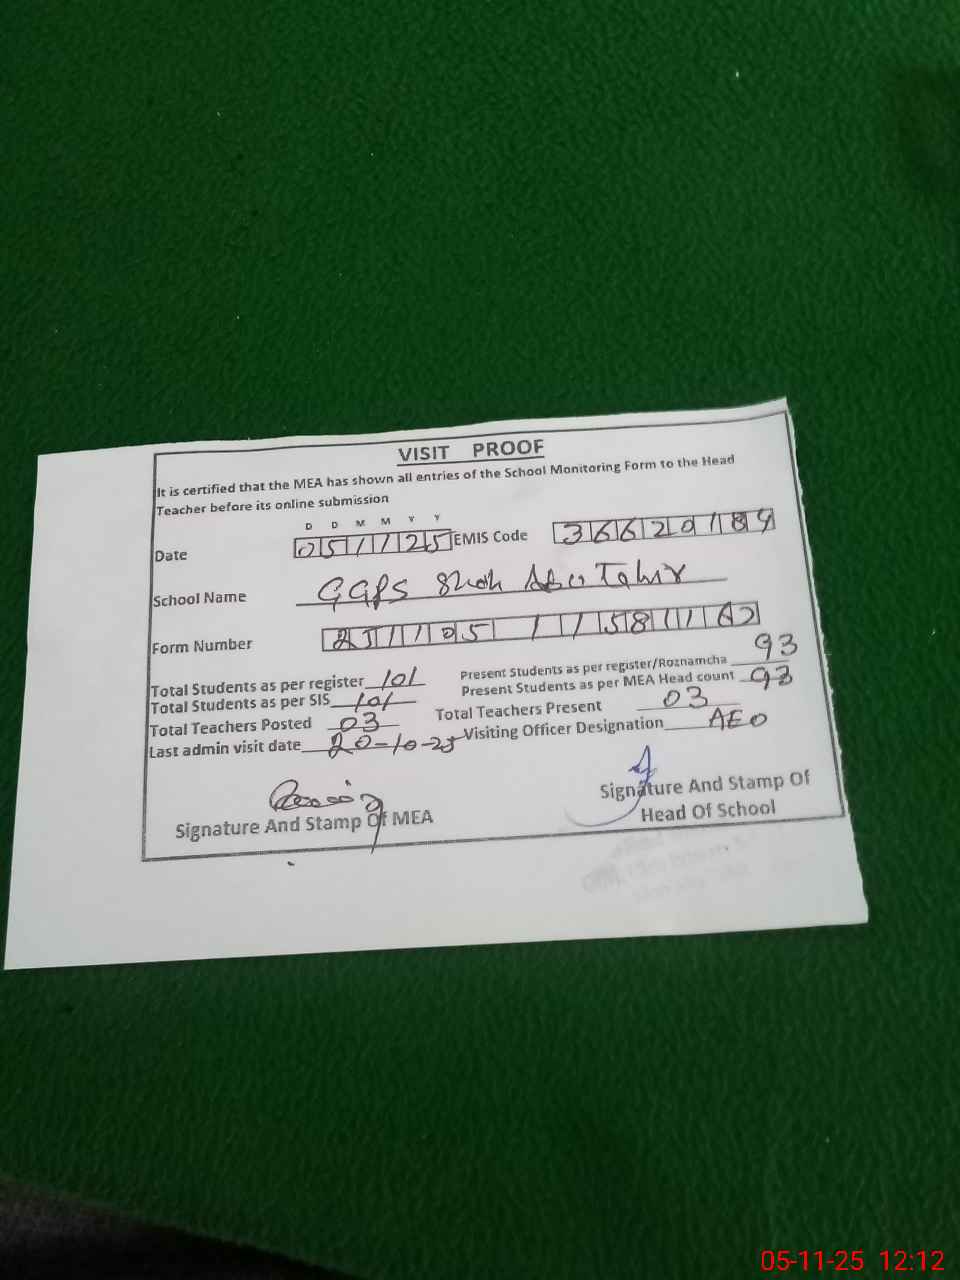 VISIT PROOF
It is certified that the MEA has shown all entries of the School Monitoring Form to the Head
Teacher before its online submission
D D M M Y Y
Date 051125 EMIS Code 36620184
School Name GGPS Shah Abu Tahir
Form Number
Total Students as per register 101 Present Students as per register/Roznamcha 93
Total Students as per SIS 101 Present Students as per MEA Head count 93
Total Teachers Posted 03 Total Teachers Present 03
Last admin visit date 20-10-25 Visiting Officer Designation AEO
Signature And Stamp Of MEA
Signature And Stamp Of
Head Of School
05-11-25 12:12